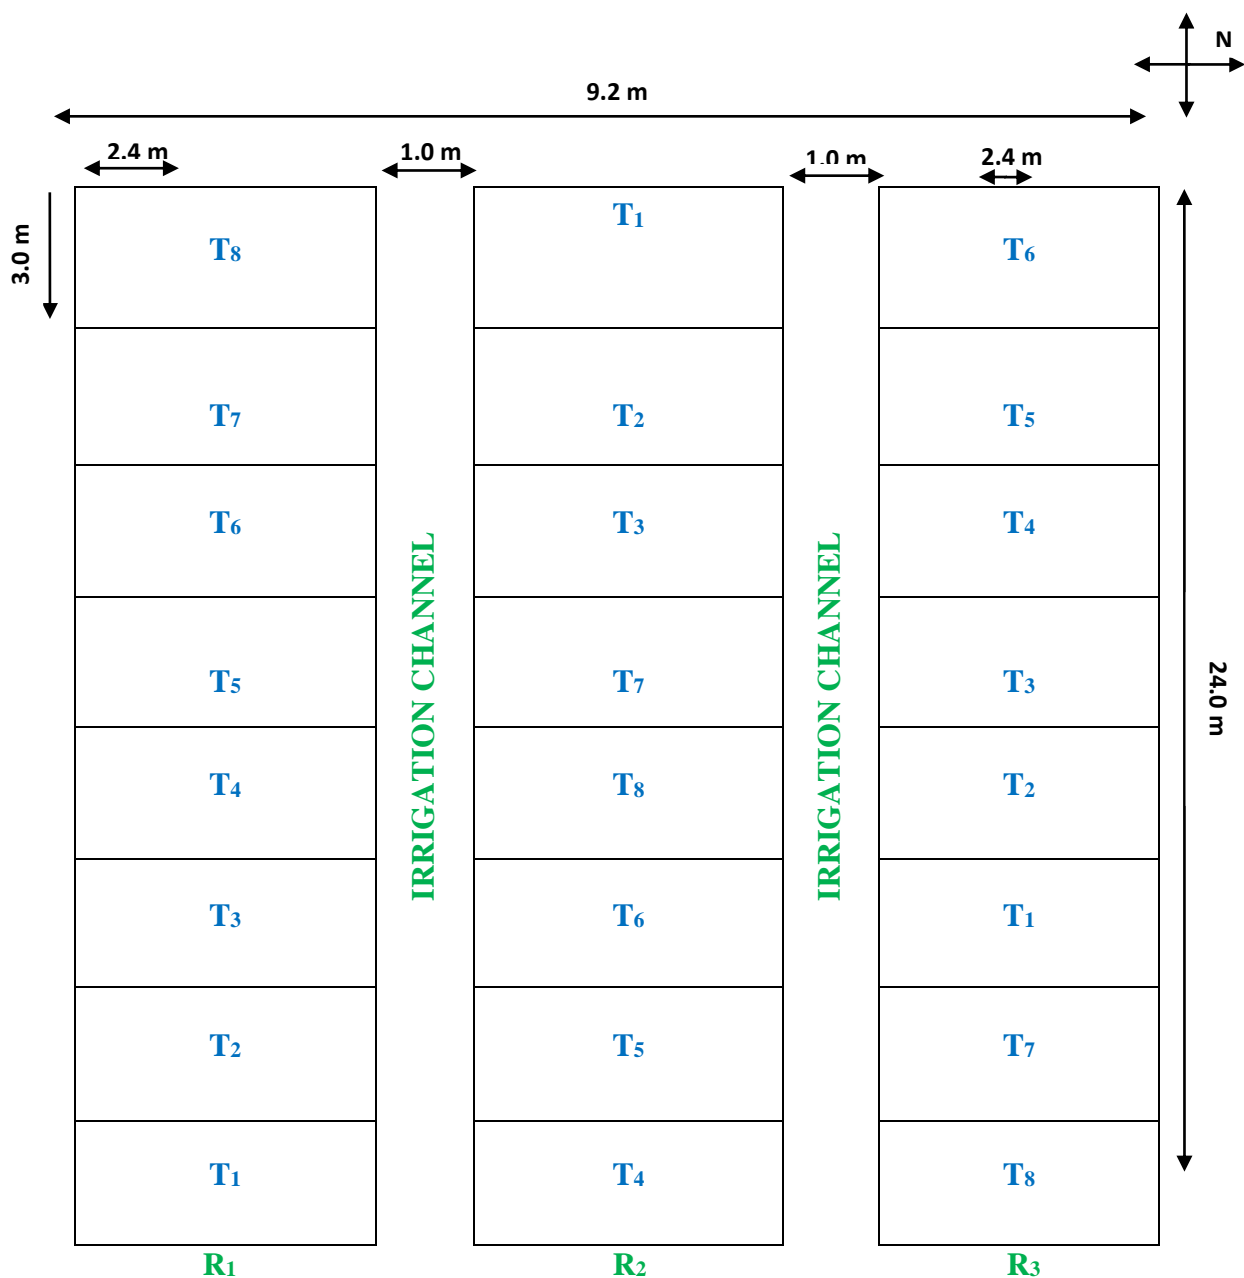 N
9.2 m
2.4 m
1.0 m
1.0 m
2.4 m
3.0 m
T1
T8
T6
T7
T2
T5
T6
T3
T4
IRRIGATION CHANNEL
IRRIGATION CHANNEL
T5
T7
T3
24.0 m
T4
T8
T2
T3
T6
T1
T2
T5
T7
T1
T4
T8
R1
R2
R3